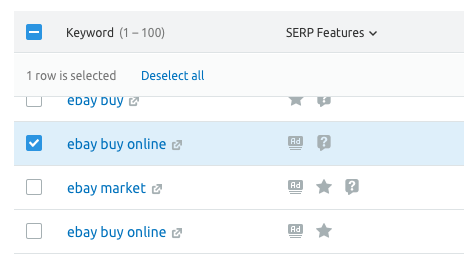 Keyword (1 – 100) SERP Features
1 row is selected Deselect all
ebay buy
ebay buy online Ad ?
ebay market Ad ?
ebay buy online Ad